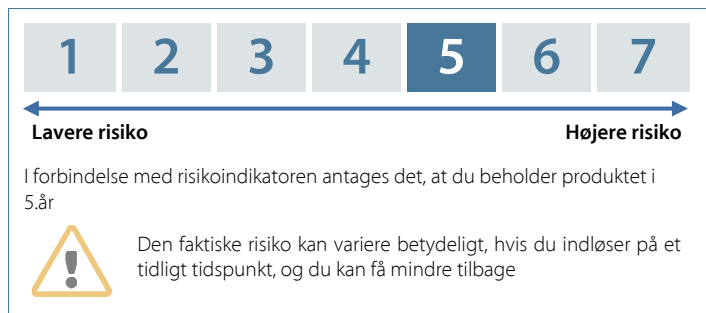 1 2 3 4 5 6 7
Lavere risiko Højere risiko
I forbindelse med risikoindikatoren antages det, at du beholder produktet i
5.år
Den faktiske risiko kan variere betydeligt, hvis du indløser på et
tidligt tidspunkt, og du kan få mindre tilbage